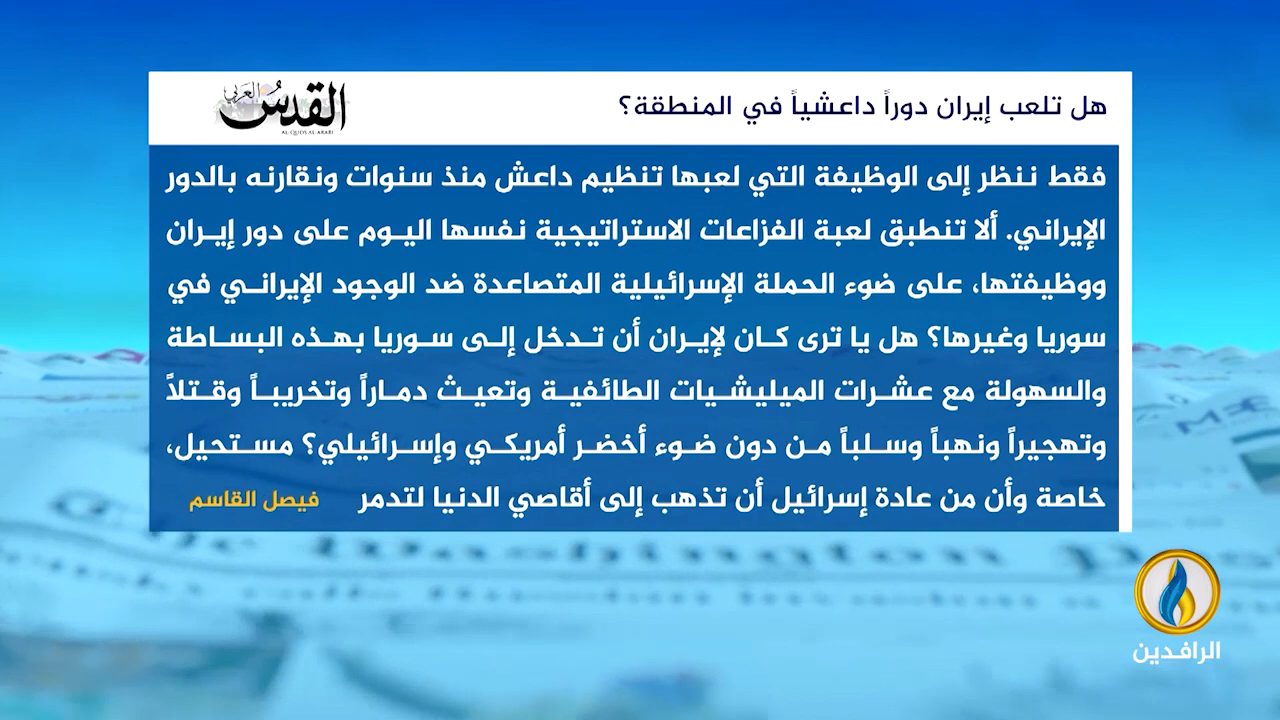 هل تلعب إيران دوراً داعشياً في المنطقة؟
القدس العربي
AL-QUDS AL-ARABI
فقط ننظر إلى الوظيفة التي لعبها تنظيم داعش منذ سنوات ونقارنه بالدور
الإيراني. ألا تنطبق لعبة الفزاعات الاستراتيجية نفسها اليوم على دور إيران
ووظيفتها، على ضوء الحملة الإسرائيلية المتصاعدة ضد الوجود الإيراني في
سوريا وغيرها؟ هل يا ترى كان لإيران أن تدخل إلى سوريا بهذه البساطة
والسهولة مع عشرات الميليشيات الطائفية وتعيث دماراً وتخريباً وقتلاً
وتهجيراً ونهباً وسلباً من دون ضوء أخضر أمريكي وإسرائيلي؟ مستحيل،
خاصة وأن من عادة إسرائيل أن تذهب إلى أقاصي الدنيا لتدمر
فيصل القاسم
الرافدين